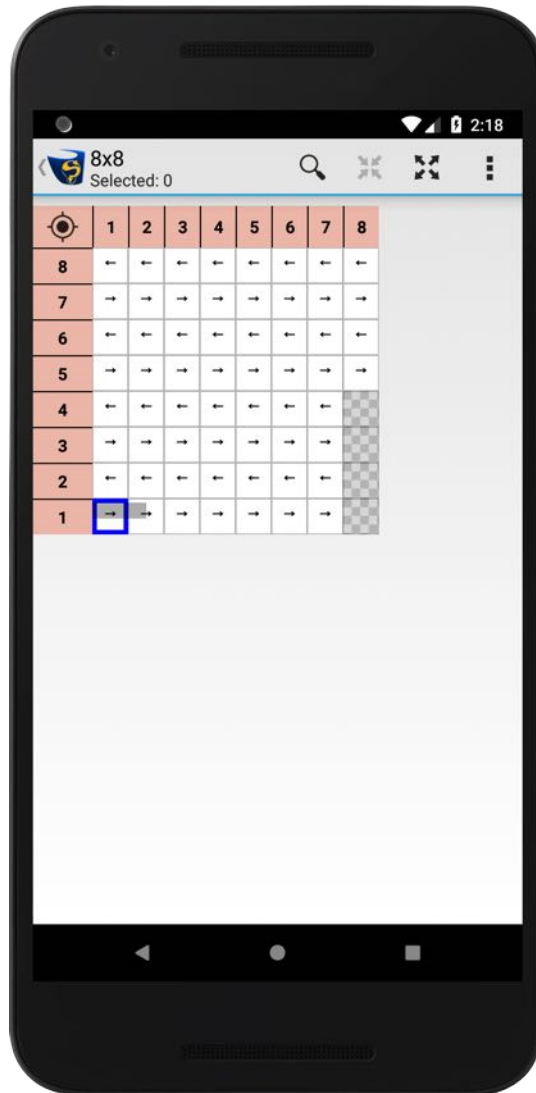 2:18
8x8
Selected: 0
1 2 3 4 5 6 7 8
8 ← ← ← ← ← ← ← ←
7 → → → → → → → →
6 ← ← ← ← ← ← ← ←
5 → → → → → → → →
4 ← ← ← ← ← ← ←
3 → → → → → → →
2 ← ← ← ← ← ← ←
1 → → → → → → →